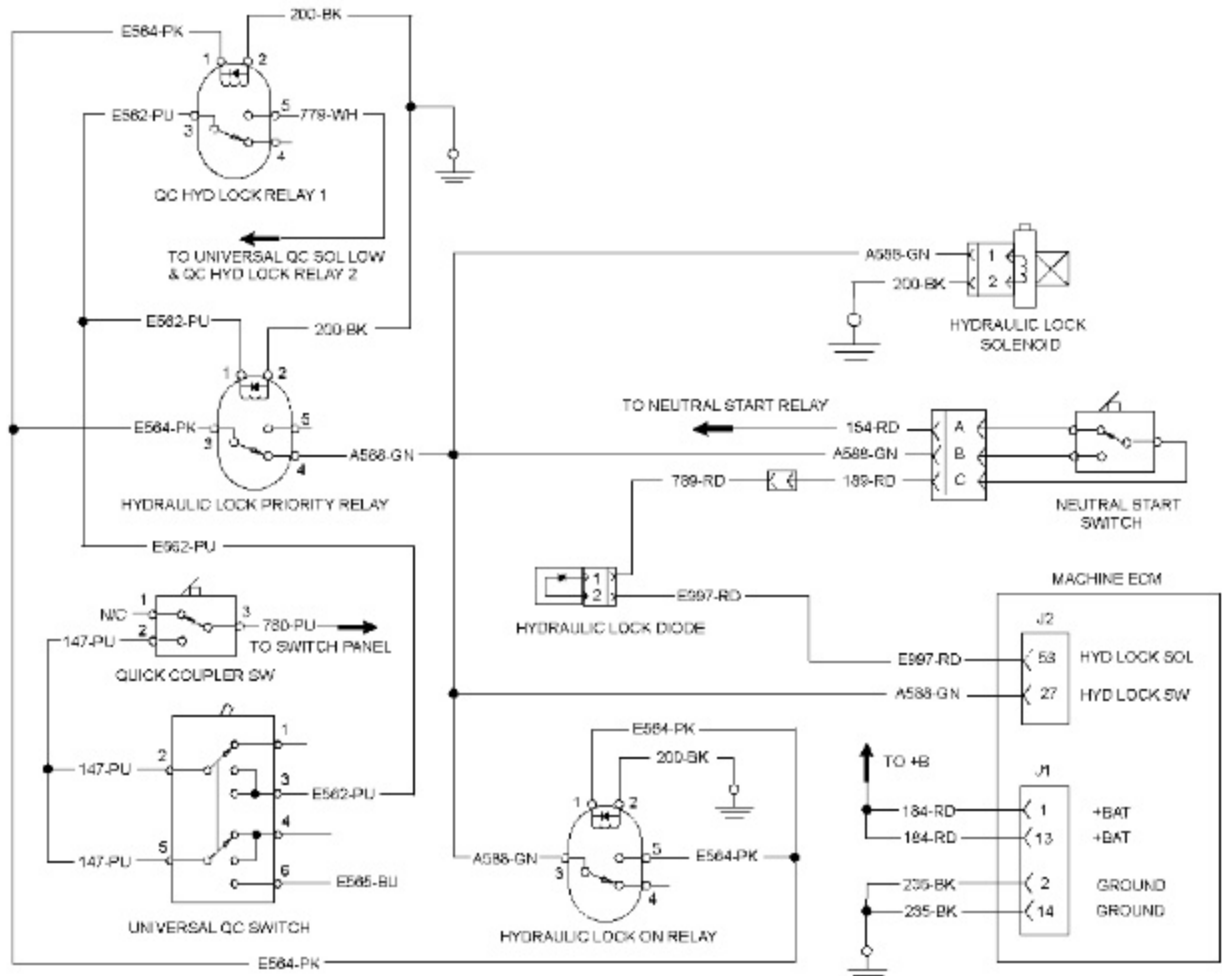 200-BK
E564-PK
1 2
E562-PU 3 5 779-WH
4
QC HYD LOCK RELAY 1
TO UNIVERSAL QC SOL LOW
& QC HYD LOCK RELAY 2
A588-GN 1
200-BK 2
HYDRAULIC LOCK
SOLENOID
E562-PU
200-BK
1 2
E564-PK 3 5
4 A588-GN
HYDRAULIC LOCK PRIORITY RELAY
TO NEUTRAL START RELAY
154-RD A
A588-GN B
789-RD 189-RD C
NEUTRAL START
SWITCH
E562-PU
1 N/C
2 147-PU
3 780-PU
TO SWITCH PANEL
QUICK COUPLER SW
1
2 E997-RD
HYDRAULIC LOCK DIODE
MACHINE ECM
J2
E997-RD 53 HYD LOCK SOL
A588-GN 27 HYD LOCK SW
1
147-PU 2
3 E562-PU
4
147-PU 5
6 E565-BU
UNIVERSAL QC SWITCH
E564-PK
200-BK
1 2
A588-GN 3 5 E564-PK
4
HYDRAULIC LOCK ON RELAY
TO +B
J1
184-RD 1 +BAT
184-RD 13 +BAT
235-BK 2 GROUND
235-BK 14 GROUND
E564-PK